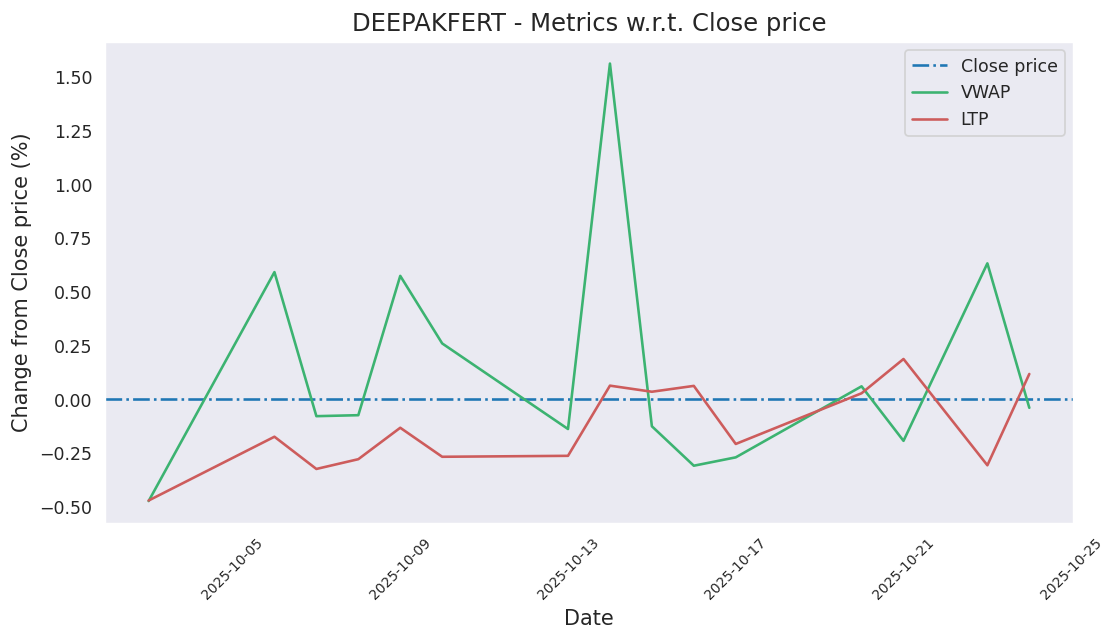 DEEPAKFERT - Metrics w.r.t. Close price
Close price
VWAP
LTP
Change from Close price (%)
1.50
1.25
1.00
0.75
0.50
0.25
0.00
−0.25
−0.50
2025-10-05
2025-10-09
2025-10-13
2025-10-17
2025-10-21
2025-10-25
Date